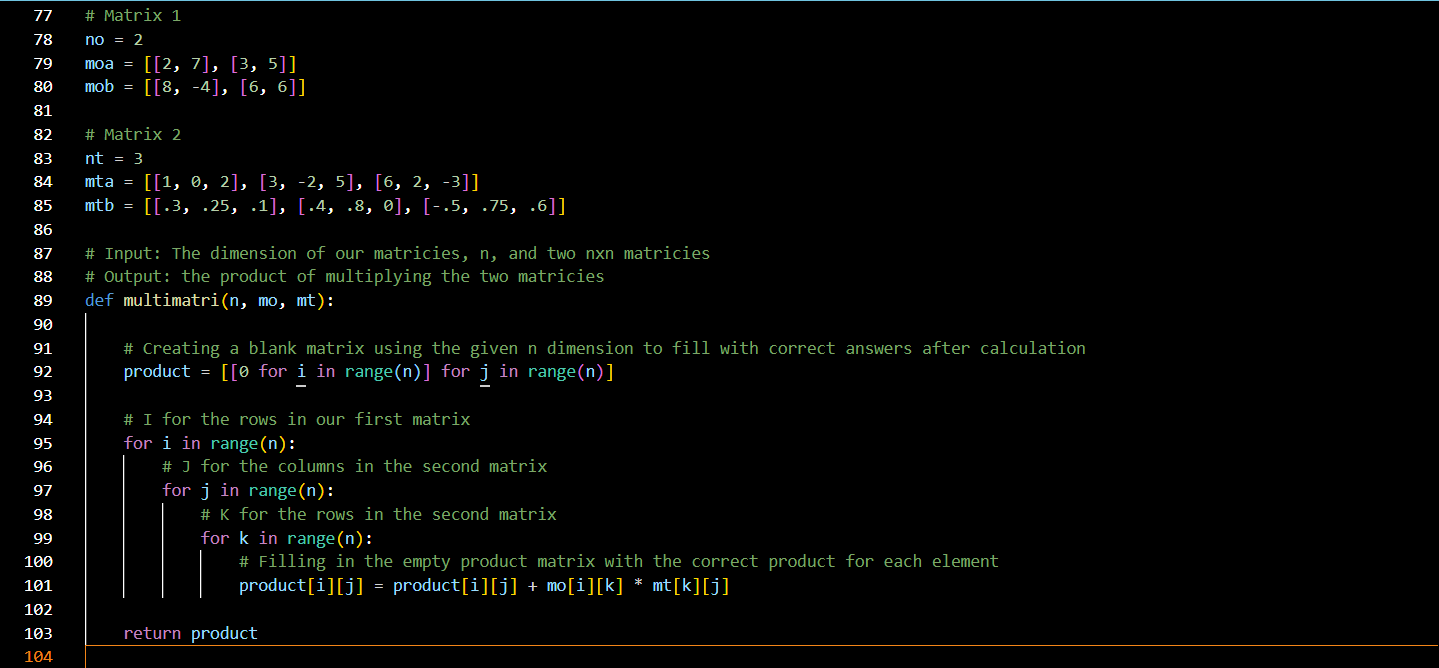 77 # Matrix 1
78 no = 2
79 moa = [[2, 7], [3, 5]]
80 mob = [[8, -4], [6, 6]]
81
82 # Matrix 2
83 nt = 3
84 mta = [[1, 0, 2], [3, -2, 5], [6, 2, -3]]
85 mtb = [[.3, .25, .1], [.4, .8, 0], [-.5, .75, .6]]
86
87 # Input: The dimension of our matricies, n, and two nxn matricies
88 # Output: the product of multiplying the two matricies
89 def multimatri(n, mo, mt):
90
91     # Creating a blank matrix using the given n dimension to fill with correct answers after calculation
92     product = [[0 for i in range(n)] for j in range(n)]
93
94     # I for the rows in our first matrix
95     for i in range(n):
96         # J for the columns in the second matrix
97         for j in range(n):
98             # K for the rows in the second matrix
99             for k in range(n):
100                 # Filling in the empty product matrix with the correct product for each element
101                 product[i][j] = product[i][j] + mo[i][k] * mt[k][j]
102
103     return product
104